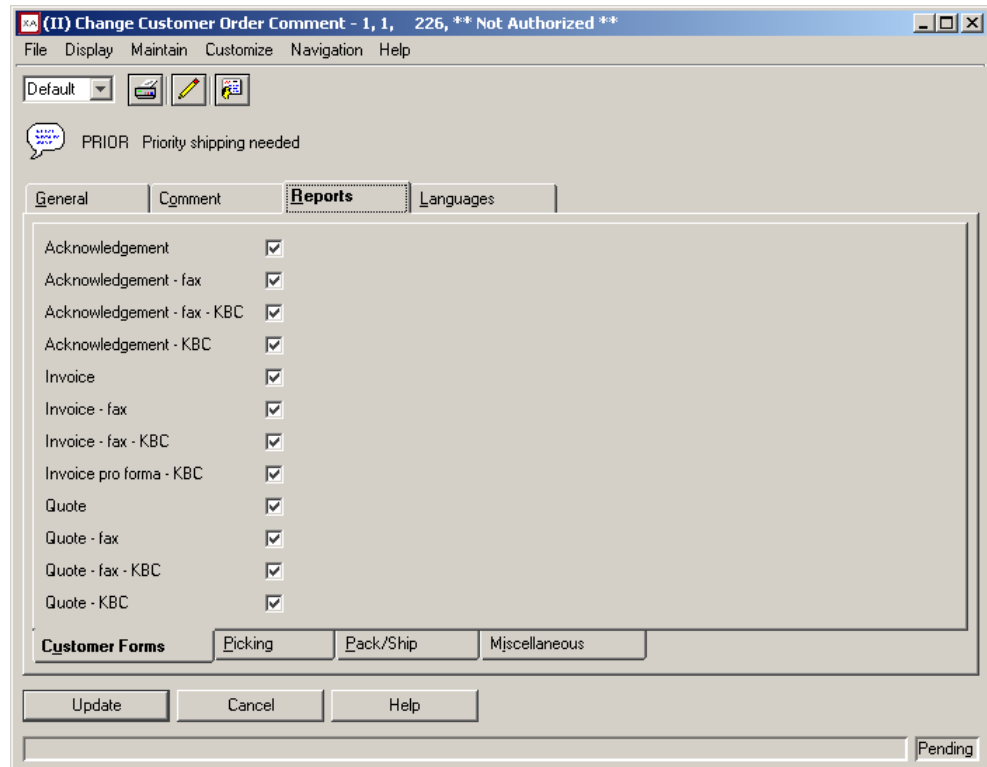 XA (II) Change Customer Order Comment - 1, 1, 226, ** Not Authorized **
File Display Maintain Customize Navigation Help
Default
PRIOR Priority shipping needed
General Comment Reports Languages
Acknowledgement
Acknowledgement - fax
Acknowledgement - fax - KBC
Acknowledgement - KBC
Invoice
Invoice - fax
Invoice - fax - KBC
Invoice pro forma - KBC
Quote
Quote - fax
Quote - fax - KBC
Quote - KBC
Customer Forms Picking Pack/Ship Miscellaneous
Update Cancel Help
Pending